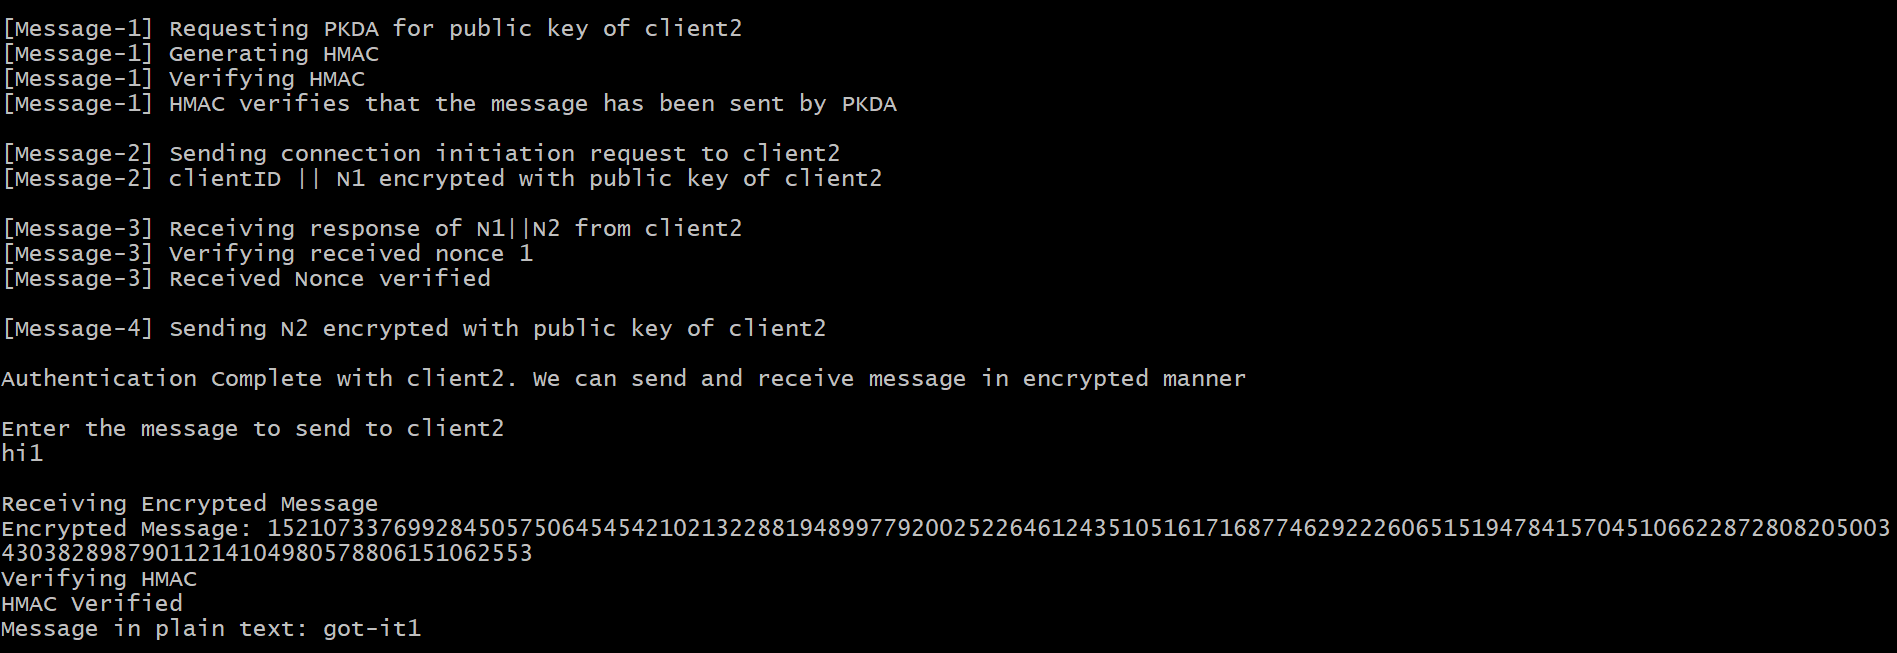 [Message-1] Requesting PKDA for public key of client2
[Message-1] Generating HMAC
[Message-1] Verifying HMAC
[Message-1] HMAC verifies that the message has been sent by PKDA
[Message-2] Sending connection initiation request to client2
[Message-2] clientID || N1 encrypted with public key of client2
[Message-3] Receiving response of N1||N2 from client2
[Message-3] Verifying received nonce 1
[Message-3] Received Nonce verified
[Message-4] Sending N2 encrypted with public key of client2
Authentication Complete with client2. We can send and receive message in encrypted manner
Enter the message to send to client2
hi1
Receiving Encrypted Message
Encrypted Message: 15210733769928450575064545421021322881948997792002522646124351051617168774629222606515194784157045106622872808205003
43038289879011214104980578806151062553
Verifying HMAC
HMAC Verified
Message in plain text: got-it1